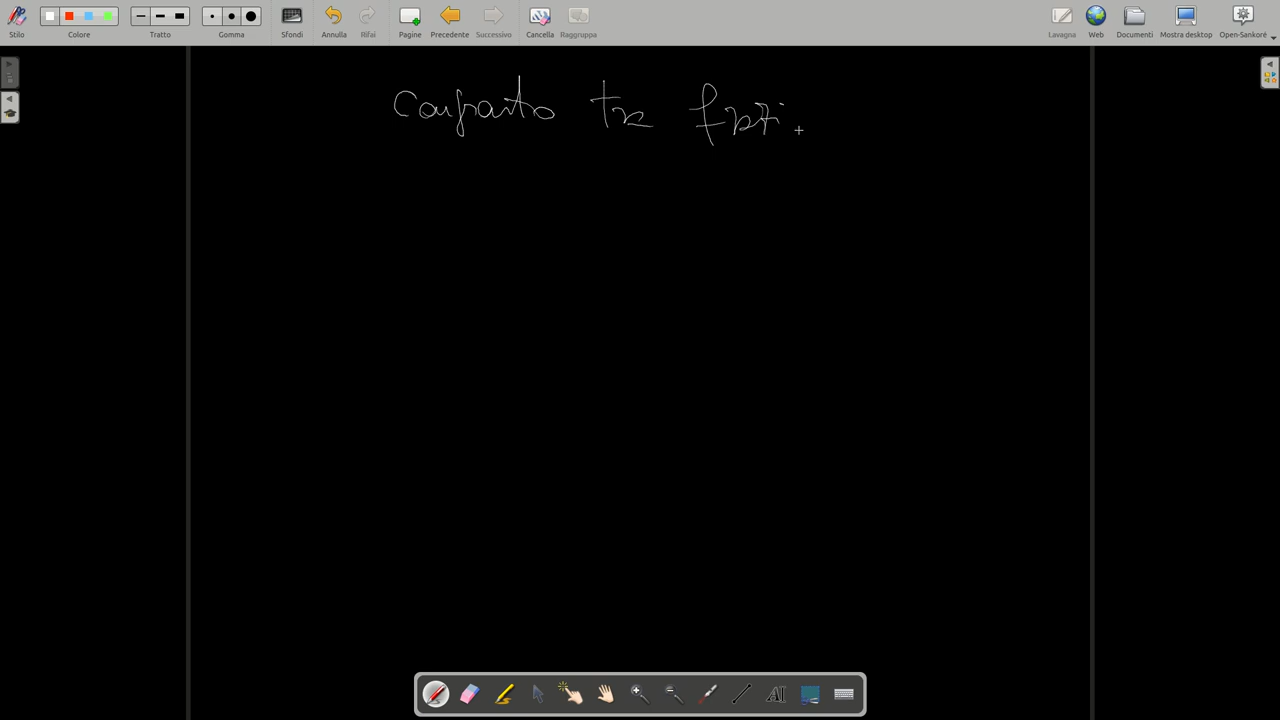 Stilo Colore Tratto Gomma Sfondi Annulla Rifai Pagine Precedente Successivo Cancella Raggruppa Lavagna Web Documenti Mostra desktop Open-Sankoré
Confronto tra
AI